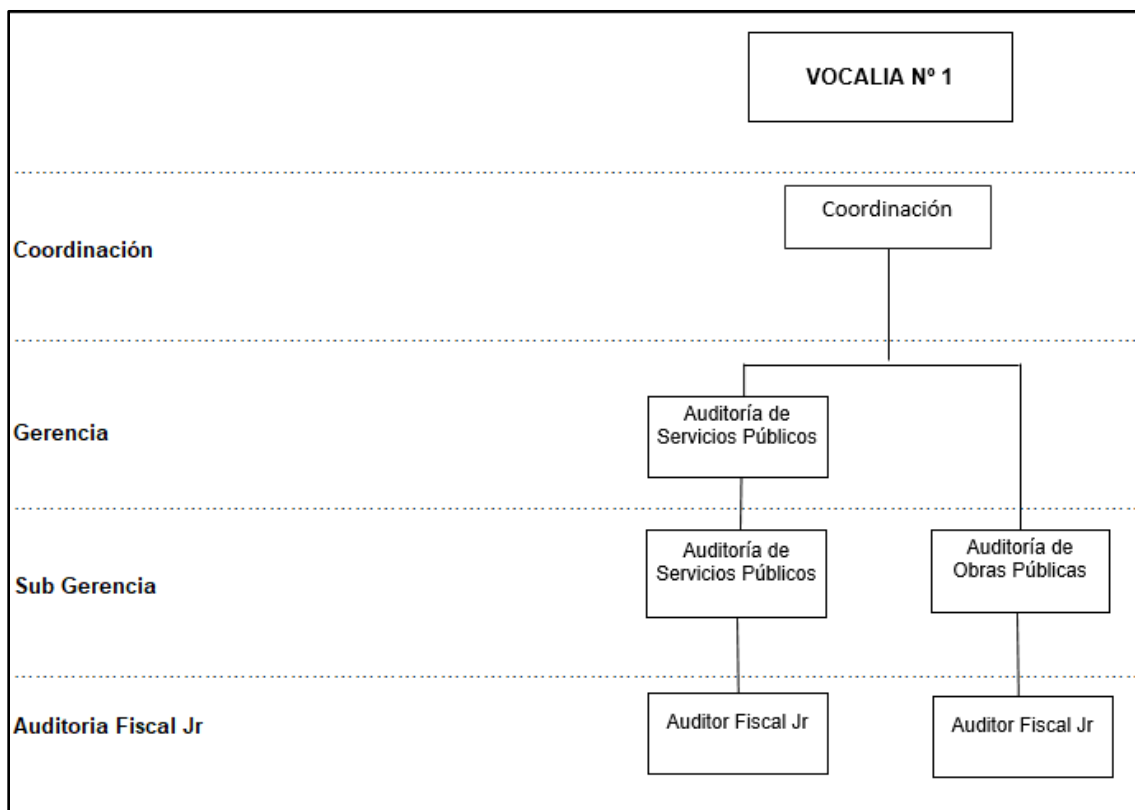 VOCALIA Nº 1
Coordinación
Coordinación
Gerencia
Auditoría de
Servicios Públicos
Sub Gerencia
Auditoría de
Servicios Públicos
Auditoría de
Obras Públicas
Auditoria Fiscal Jr
Auditor Fiscal Jr
Auditor Fiscal Jr